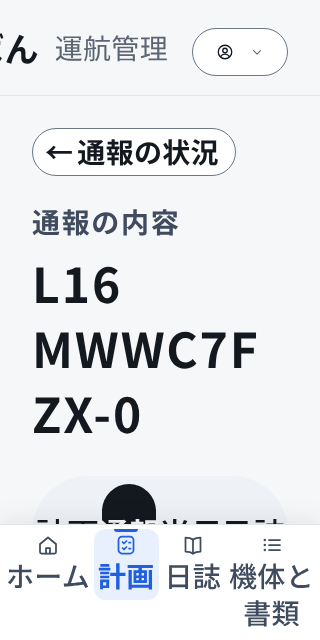 ん 運航管理
← 通報の状況
通報の内容
L16
MWWC7F
ZX-0
ホーム 計画 日誌 機体と
書類